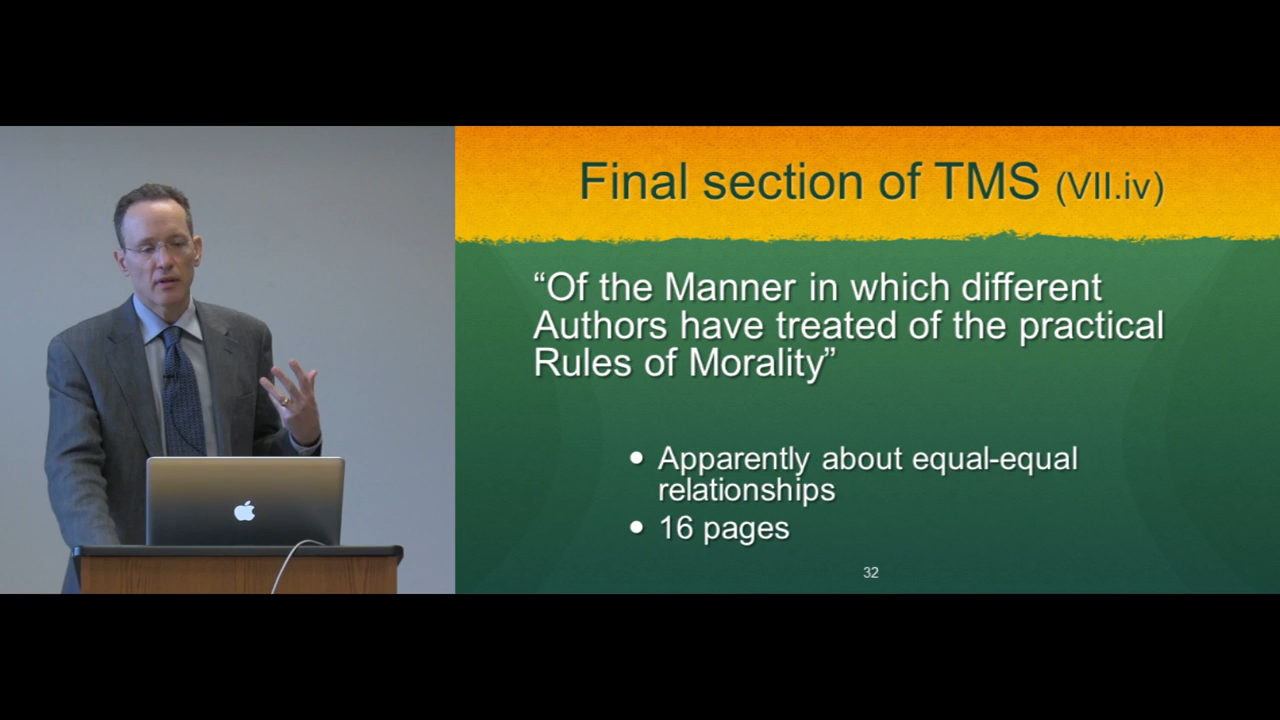 Final section of TMS (VII.iv)
“Of the Manner in which different
Authors have treated of the practical
Rules of Morality”
• Apparently about equal-equal
relationships
• 16 pages
32